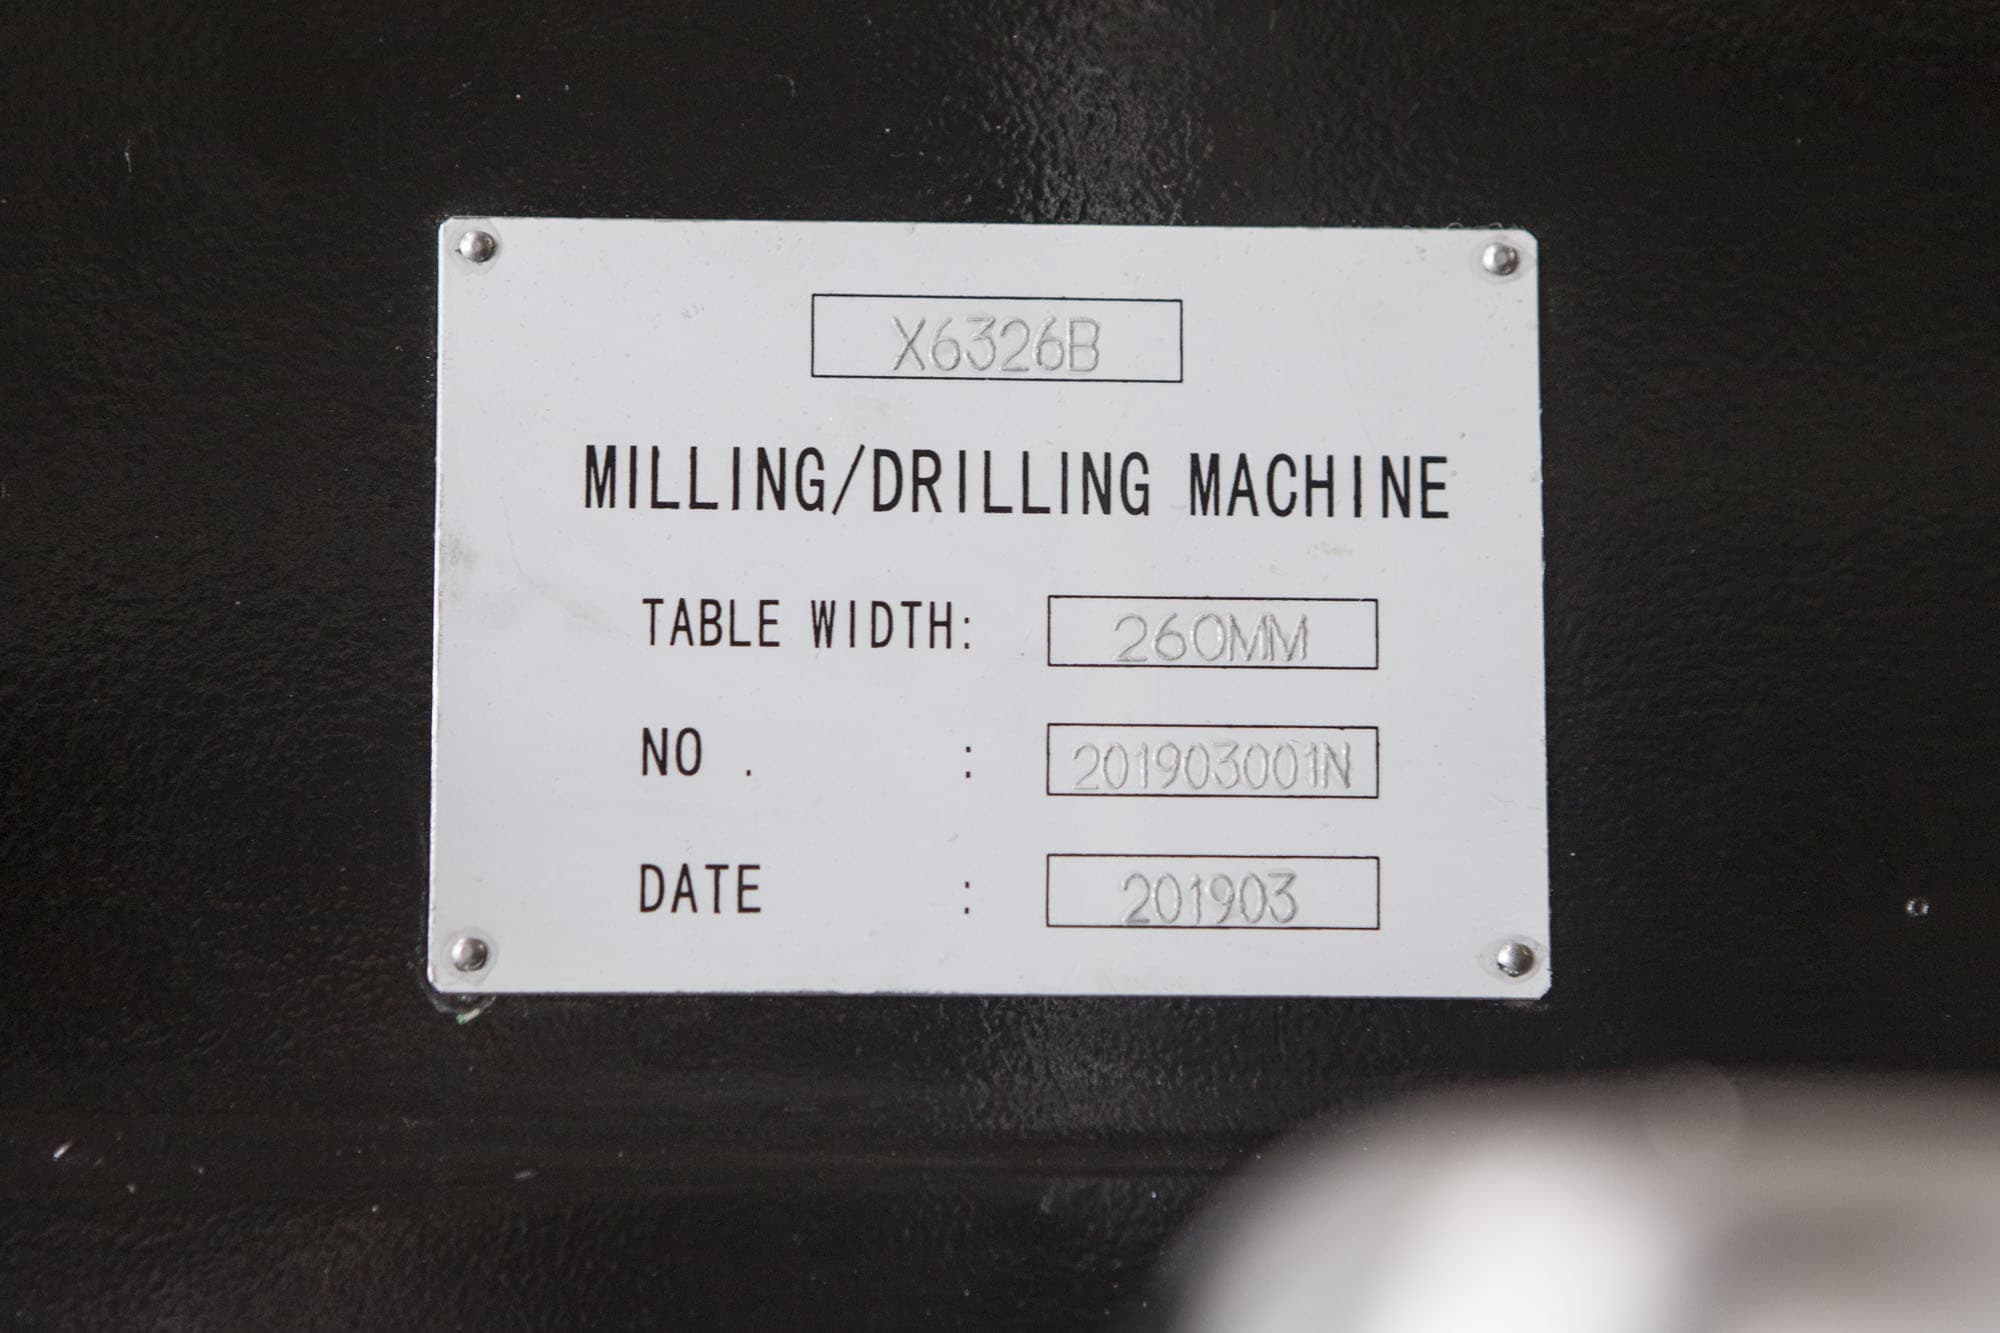 X6326B
MILLING/DRILLING MACHINE
TABLE WIDTH: 260MM
NO . : 201903001N
DATE : 201903